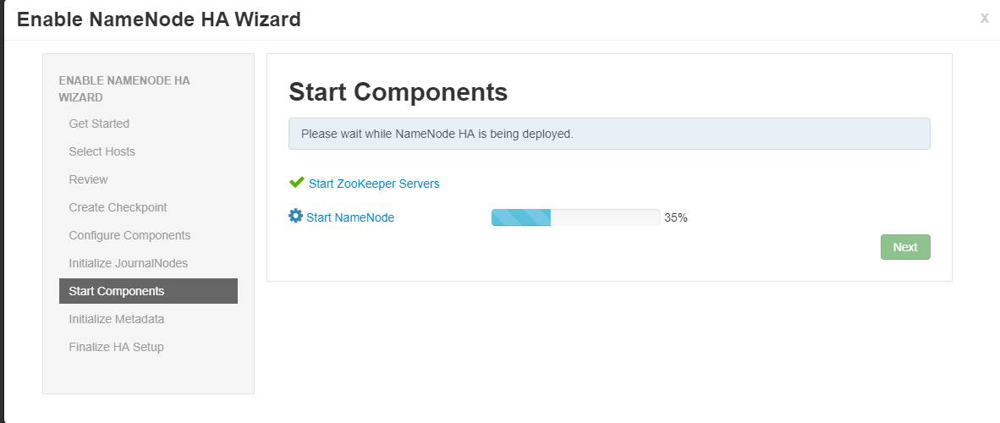 Enable NameNode HA Wizard
x
ENABLE NAMENODE HA
WIZARD
Get Started
Select Hosts
Review
Create Checkpoint
Configure Components
Initialize JournalNodes
Start Components
Initialize Metadata
Finalize HA Setup
Start Components
Please wait while NameNode HA is being deployed.
Start ZooKeeper Servers
Start NameNode 35%
Next